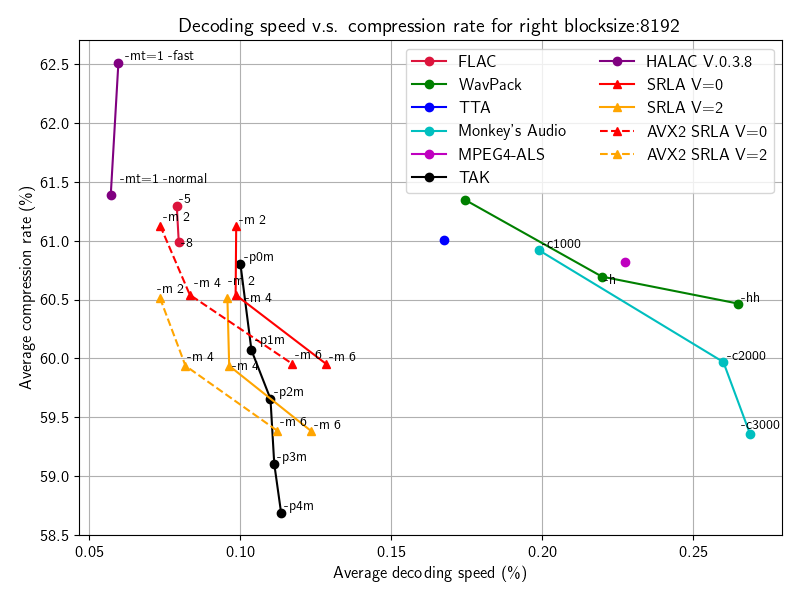 Decoding speed v.s. compression rate for right blocksize:8192
FLAC
WavPack
TTA
Monkey's Audio
MPEG4-ALS
TAK
HALAC V.0.3.8
SRLA V=0
SRLA V=2
AVX2 SRLA V=0
AVX2 SRLA V=2
Average compression rate (%)
62.5
62.0
61.5
61.0
60.5
60.0
59.5
59.0
58.5
-mt=1 -fast
-mt=1 -normal
-5
-8
-m 2
-m 4
-m 6
-m 2
-m 4
-m 6
-m 2
-m 4
-m 6
-m 2
-m 4
-m 6
-p0m
-p1m
-p2m
-p3m
-p4m
-h
-hh
-c1000
-c2000
-c3000
0.05
0.10
0.15
0.20
0.25
Average decoding speed (%)